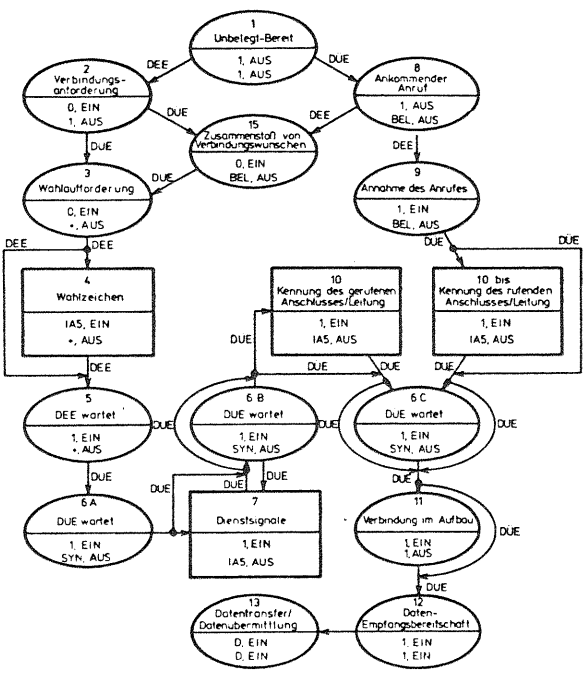 1
Unbelegt-Bereit
1, AUS
1, AUS
DEE
DÜE
2
Verbindungs-
anforderung
0, EIN
1, AUS
8
Ankommender
Anruf
1, AUS
BEL, AUS
DUE
DEE
15
Zusammenstoß von
Verbindungswunschen
0, EIN
BEL, AUS
DUE
DEE
3
Wahlaufforderung
0, EIN
+, AUS
DUE
9
Annahme des Anrufes
1, EIN
BEL, AUS
DEE
DEE
DUE
DÜE
4
Wahlzeichen
IA5, EIN
+, AUS
10
Kennung des gerufenen
Anschlusses/Leitung
1, EIN
IA5, AUS
10 bis
Kennung des rufenden
Anschlusses/Leitung
1, EIN
IA5, AUS
DUE
DEE
DUE
DUE
DUE
5
DEE wartet
1, EIN
+, AUS
DUE
6 B
DUE wartet
1, EIN
SYN, AUS
DUE
6 C
DUE wartet
1, EIN
SYN, AUS
DUE
DUE
DUE
DUE
DUE
DUE
6 A
DUE wartet
1, EIN
SYN, AUS
7
Dienstsignale
1, EIN
IA5, AUS
11
Verbindung im Aufbau
1, EIN
1, AUS
DÜE
DUE
13
Datentransfer/
Datenübermittlung
D, EIN
D, EIN
12
Daten-
Empfangsbereitschaft
1, EIN
1, EIN